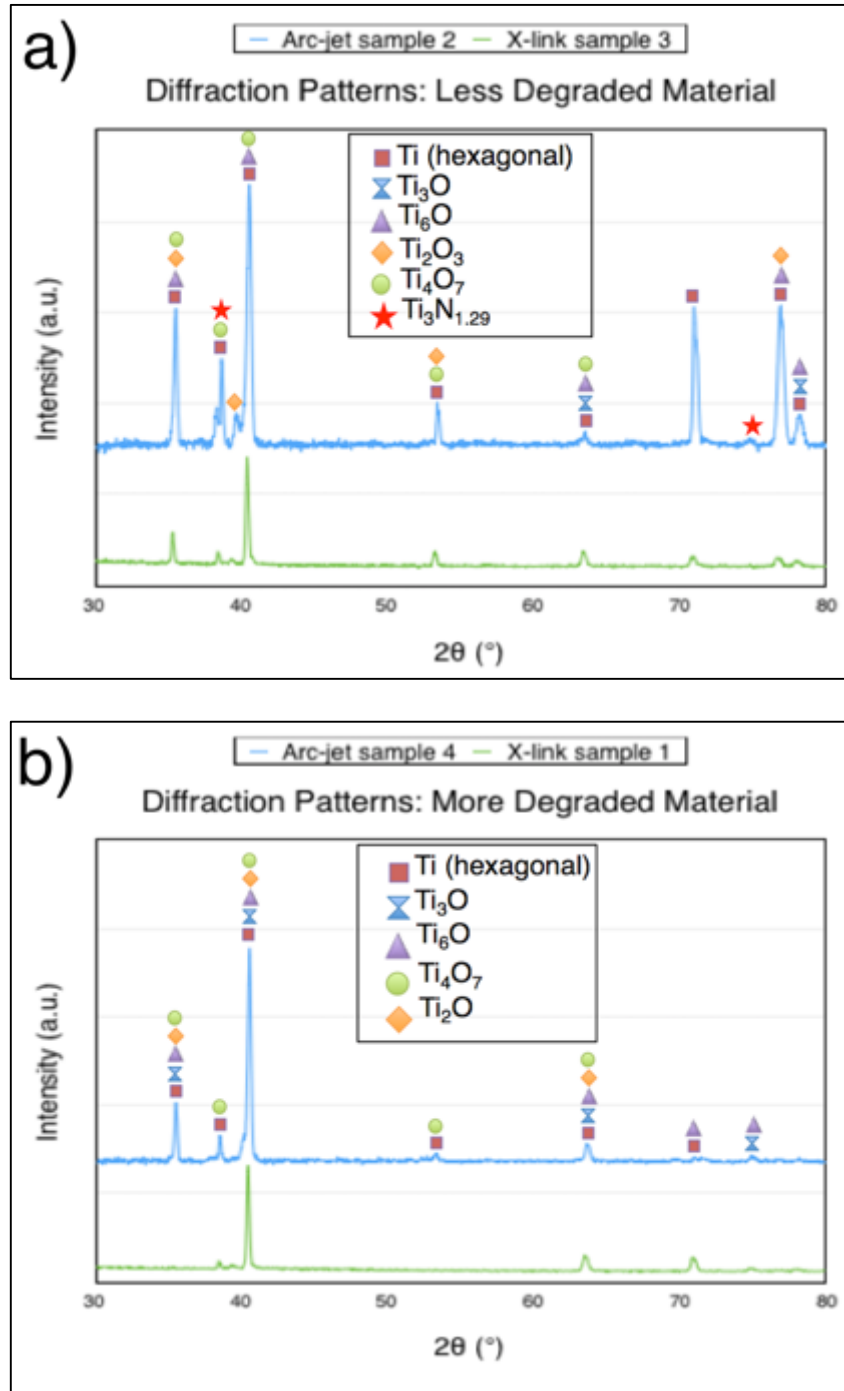 a)
Arc-jet sample 2 X-link sample 3
Diffraction Patterns: Less Degraded Material
Ti (hexagonal)
Ti₃O
Ti₆O
Ti₂O₃
Ti₄O₇
Ti₃N₁.₂₉
Intensity (a.u.)
30 40 50 60 70 80
2θ (°)
b)
Arc-jet sample 4 X-link sample 1
Diffraction Patterns: More Degraded Material
Ti (hexagonal)
Ti₃O
Ti₆O
Ti₄O₇
Ti₂O
Intensity (a.u.)
30 40 50 60 70 80
2θ (°)